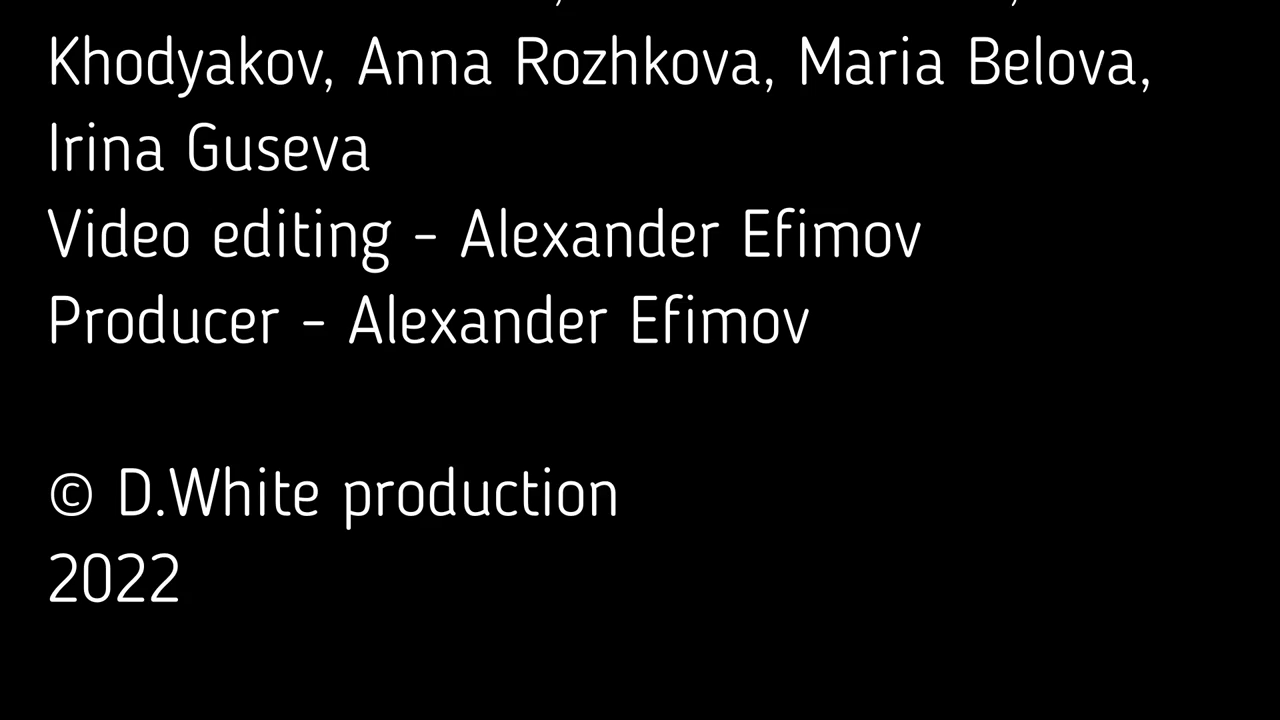 Khodyakov, Anna Rozhkova, Maria Belova,
Irina Guseva
Video editing - Alexander Efimov
Producer - Alexander Efimov
© D.White production
2022